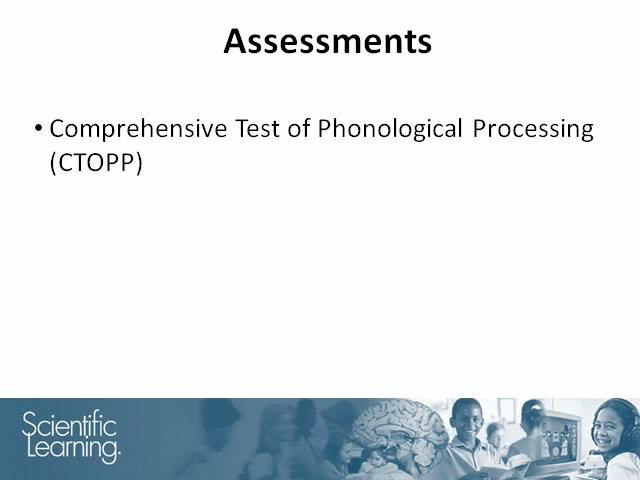 Assessments
• Comprehensive Test of Phonological Processing
(CTOPP)
Scientific
Learning.